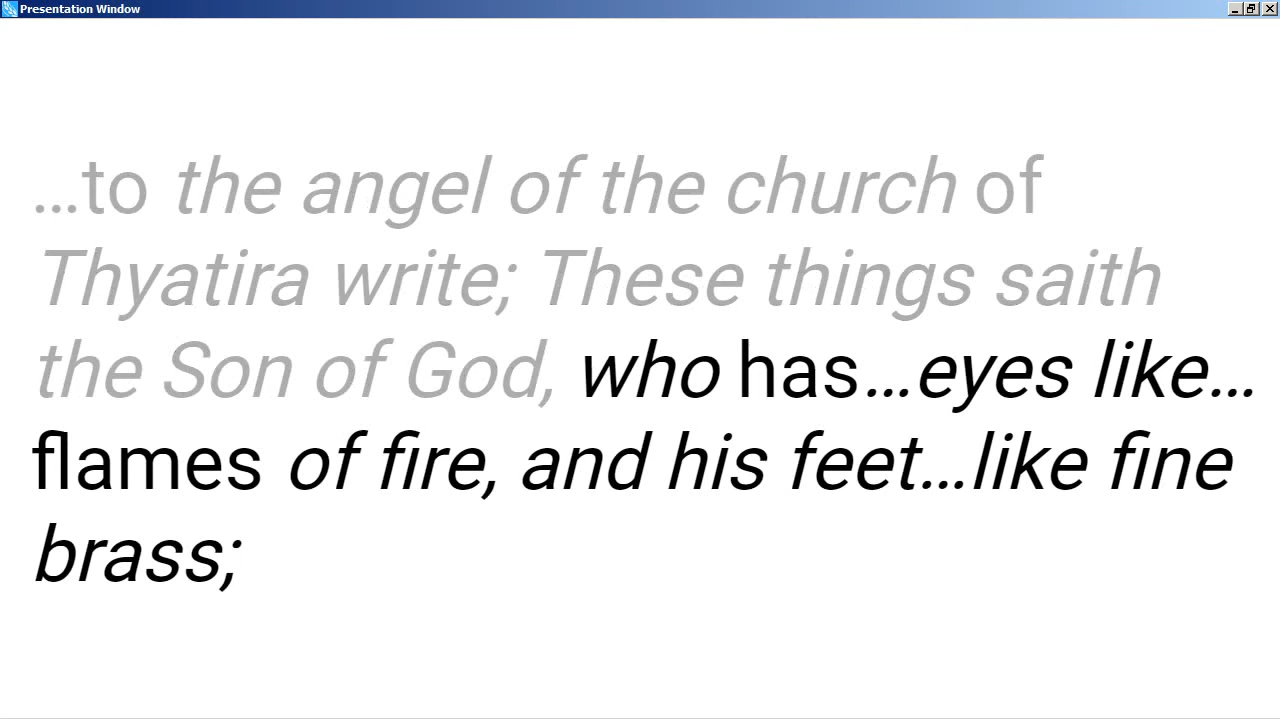 Presentation Window
…to the angel of the church of
Thyatira write; These things saith
the Son of God, who has…eyes like…
flames of fire, and his feet…like fine
brass;